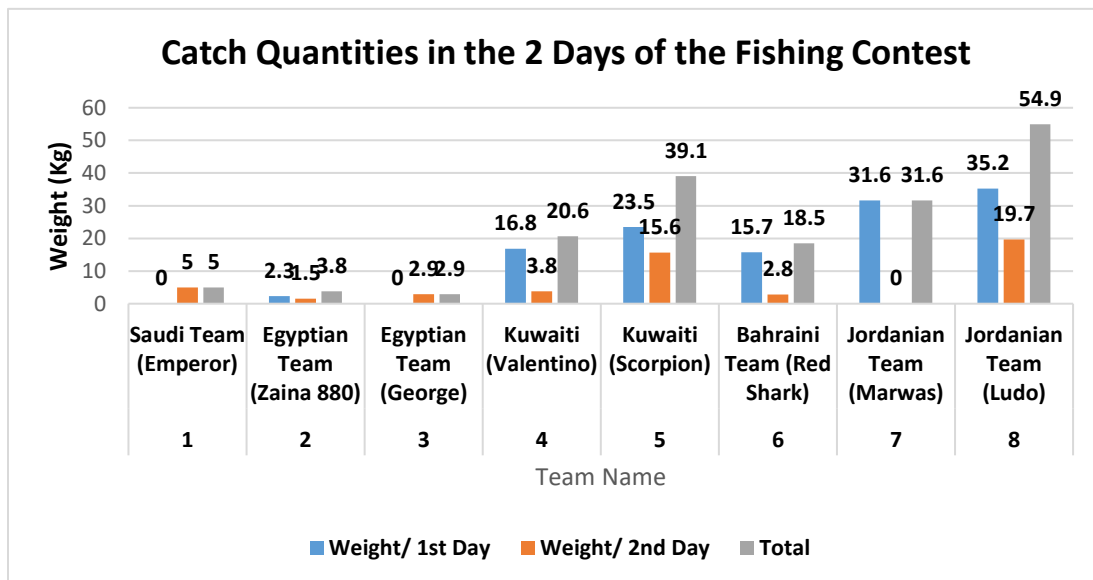 Catch Quantities in the 2 Days of the Fishing Contest
Weight (Kg)
60
50
40
30
20
10
0
0 5 5
2.3 1.5 3.8
0 2.9 2.9
16.8 3.8 20.6
23.5 15.6 39.1
15.7 2.8 18.5
31.6 0 31.6
35.2 19.7 54.9
Saudi Team
(Emperor)
Egyptian
Team
(Zaina 880)
Egyptian
Team
(George)
Kuwaiti
(Valentino)
Kuwaiti
(Scorpion)
Bahraini
Team (Red
Shark)
Jordanian
Team
(Marwas)
Jordanian
Team
(Ludo)
1 2 3 4 5 6 7 8
Team Name
Weight/ 1st Day Weight/ 2nd Day Total